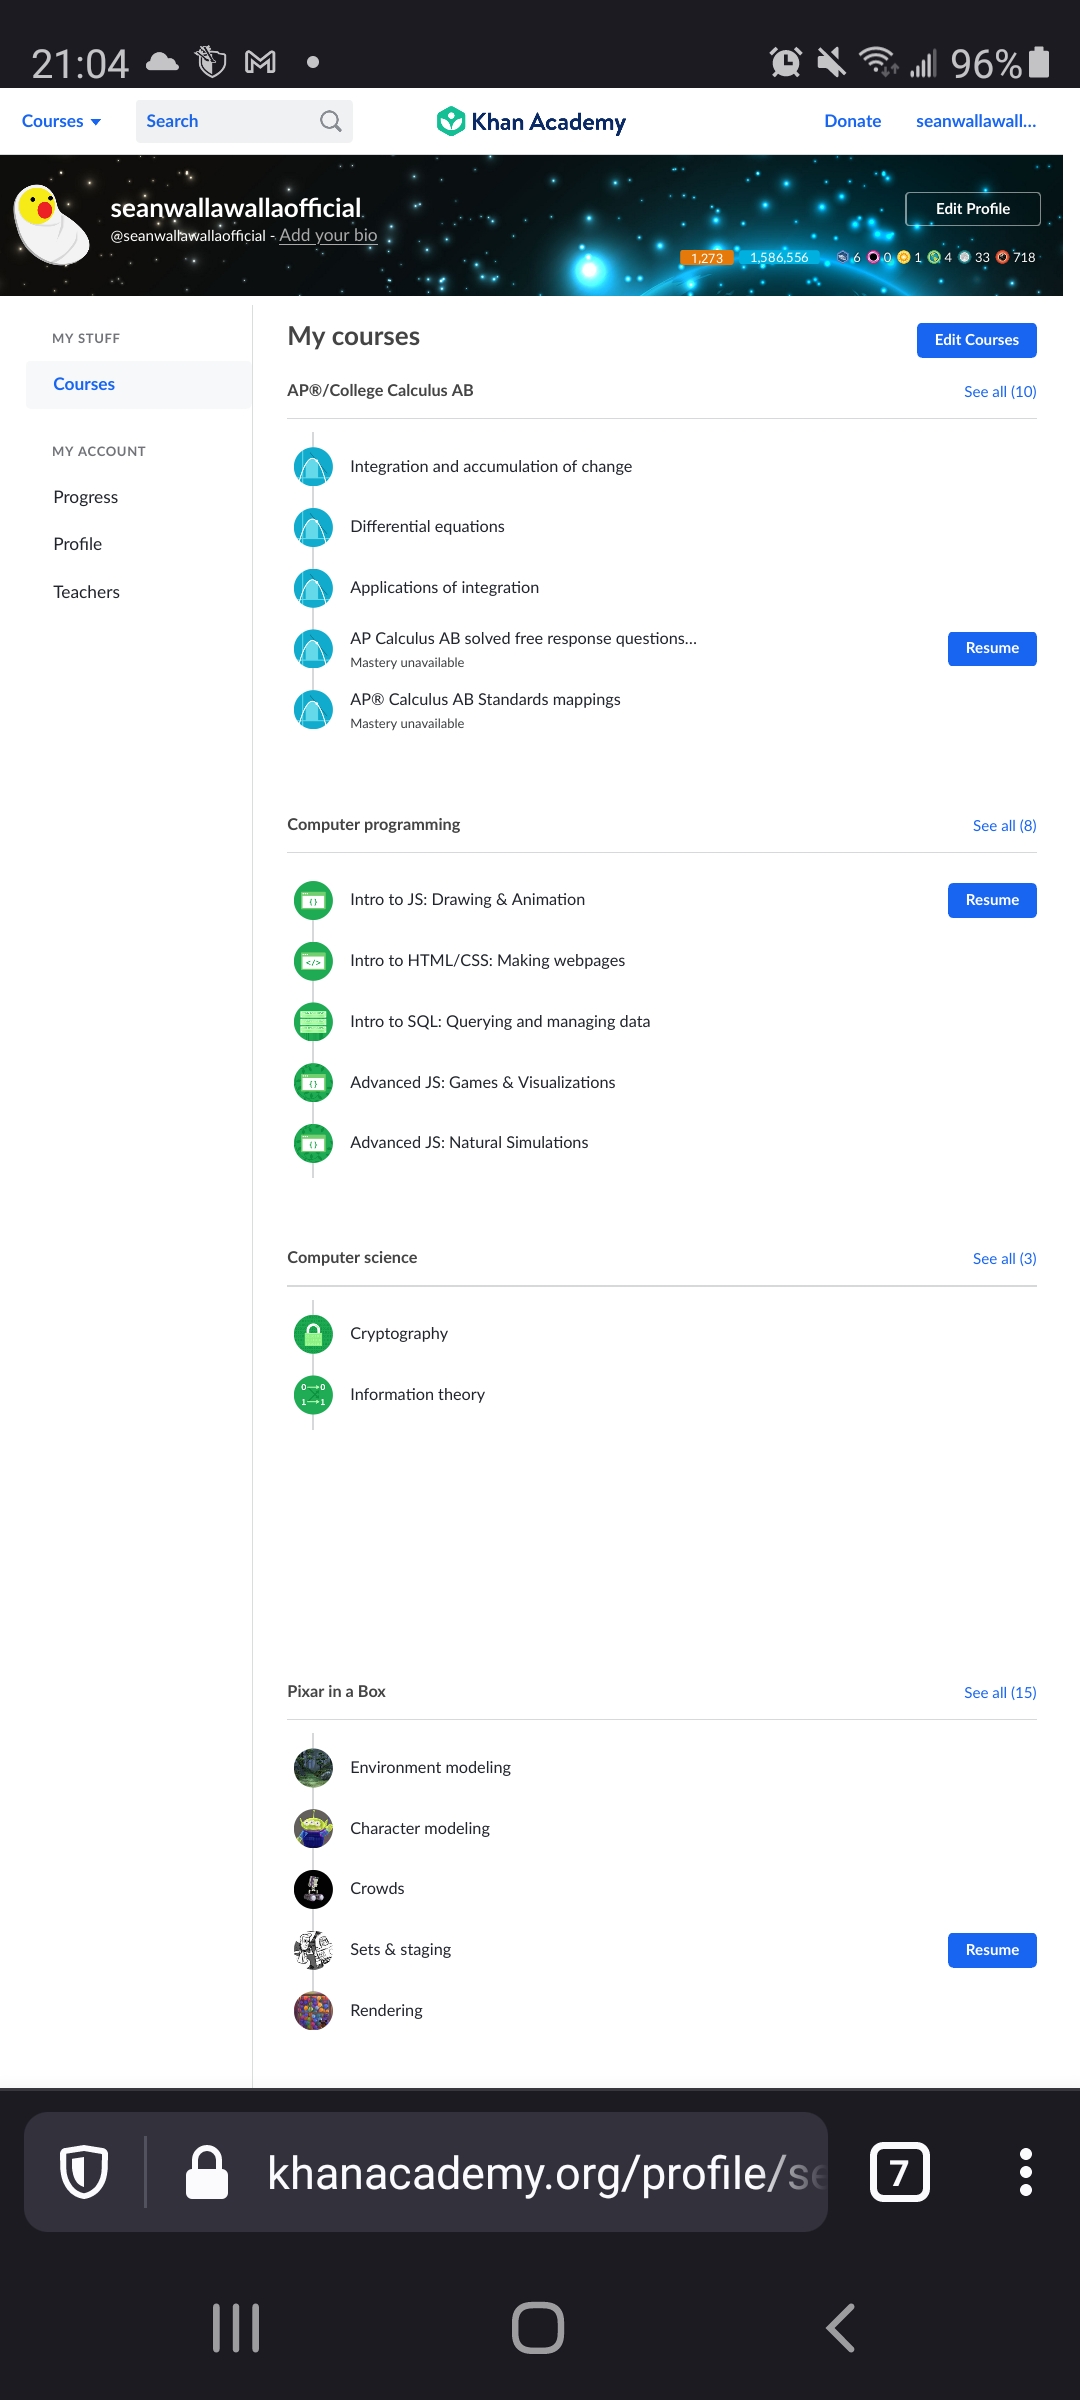 21:04
96%
Courses
Search
Khan Academy
Donate
seanwallawall...
seanwallawallaofficial
@seanwallawallaofficial - Add your bio
Edit Profile
1,273 1,586,556 6 0 1 4 33 718
MY STUFF
Courses
MY ACCOUNT
Progress
Profile
Teachers
My courses
Edit Courses
AP®/College Calculus AB
See all (10)
Integration and accumulation of change
Differential equations
Applications of integration
AP Calculus AB solved free response questions...
Mastery unavailable
Resume
AP® Calculus AB Standards mappings
Mastery unavailable
Computer programming
See all (8)
Intro to JS: Drawing & Animation
Resume
Intro to HTML/CSS: Making webpages
Intro to SQL: Querying and managing data
Advanced JS: Games & Visualizations
Advanced JS: Natural Simulations
Computer science
See all (3)
Cryptography
Information theory
Pixar in a Box
See all (15)
Environment modeling
Character modeling
Crowds
Sets & staging
Resume
Rendering
khanacademy.org/profile/se
7